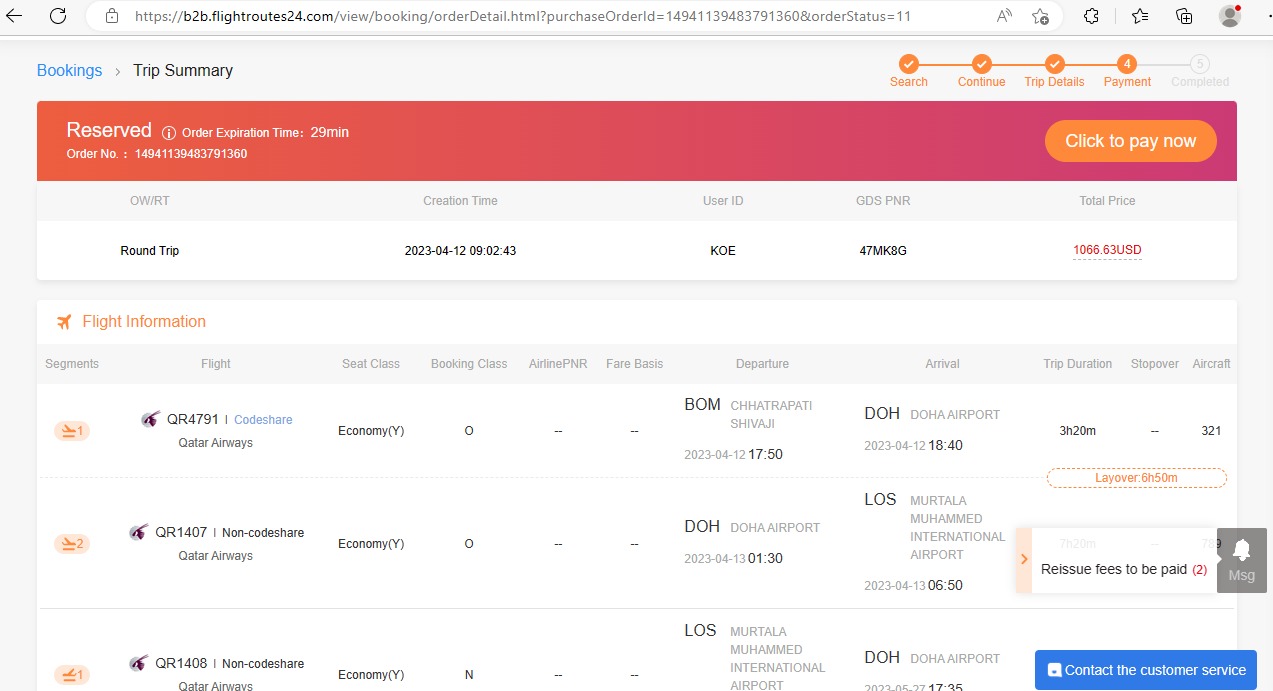 https://b2b.flightroutes24.com/view/booking/orderDetail.html?purchaseOrderId=14941139483791360&orderStatus=11
Bookings > Trip Summary
4 5
Search Continue Trip Details Payment Completed
Reserved Order Expiration Time: 29min
Order No. : 14941139483791360
Click to pay now
OW/RT Creation Time User ID GDS PNR Total Price
Round Trip 2023-04-12 09:02:43 KOE 47MK8G 1066.63USD
Flight Information
Segments Flight Seat Class Booking Class AirlinePNR Fare Basis Departure Arrival Trip Duration Stopover Aircraft
1 QR4791 | Codeshare
Qatar Airways
Economy(Y) O -- --
BOM CHHATRAPATI
SHIVAJI
2023-04-12 17:50
DOH DOHA AIRPORT
2023-04-12 18:40
3h20m -- 321
Layover:6h50m
2 QR1407 | Non-codeshare
Qatar Airways
Economy(Y) O -- --
DOH DOHA AIRPORT
2023-04-13 01:30
LOS MURTALA
MUHAMMED
INTERNATIONAL
AIRPORT
2023-04-13 06:50
7h20m -- 789
Reissue fees to be paid (2)
Msg
1 QR1408 | Non-codeshare
Qatar Airways
Economy(Y) N -- --
LOS MURTALA
MUHAMMED
INTERNATIONAL
AIRPORT
DOH DOHA AIRPORT
2023-05-27 17:35
Contact the customer service